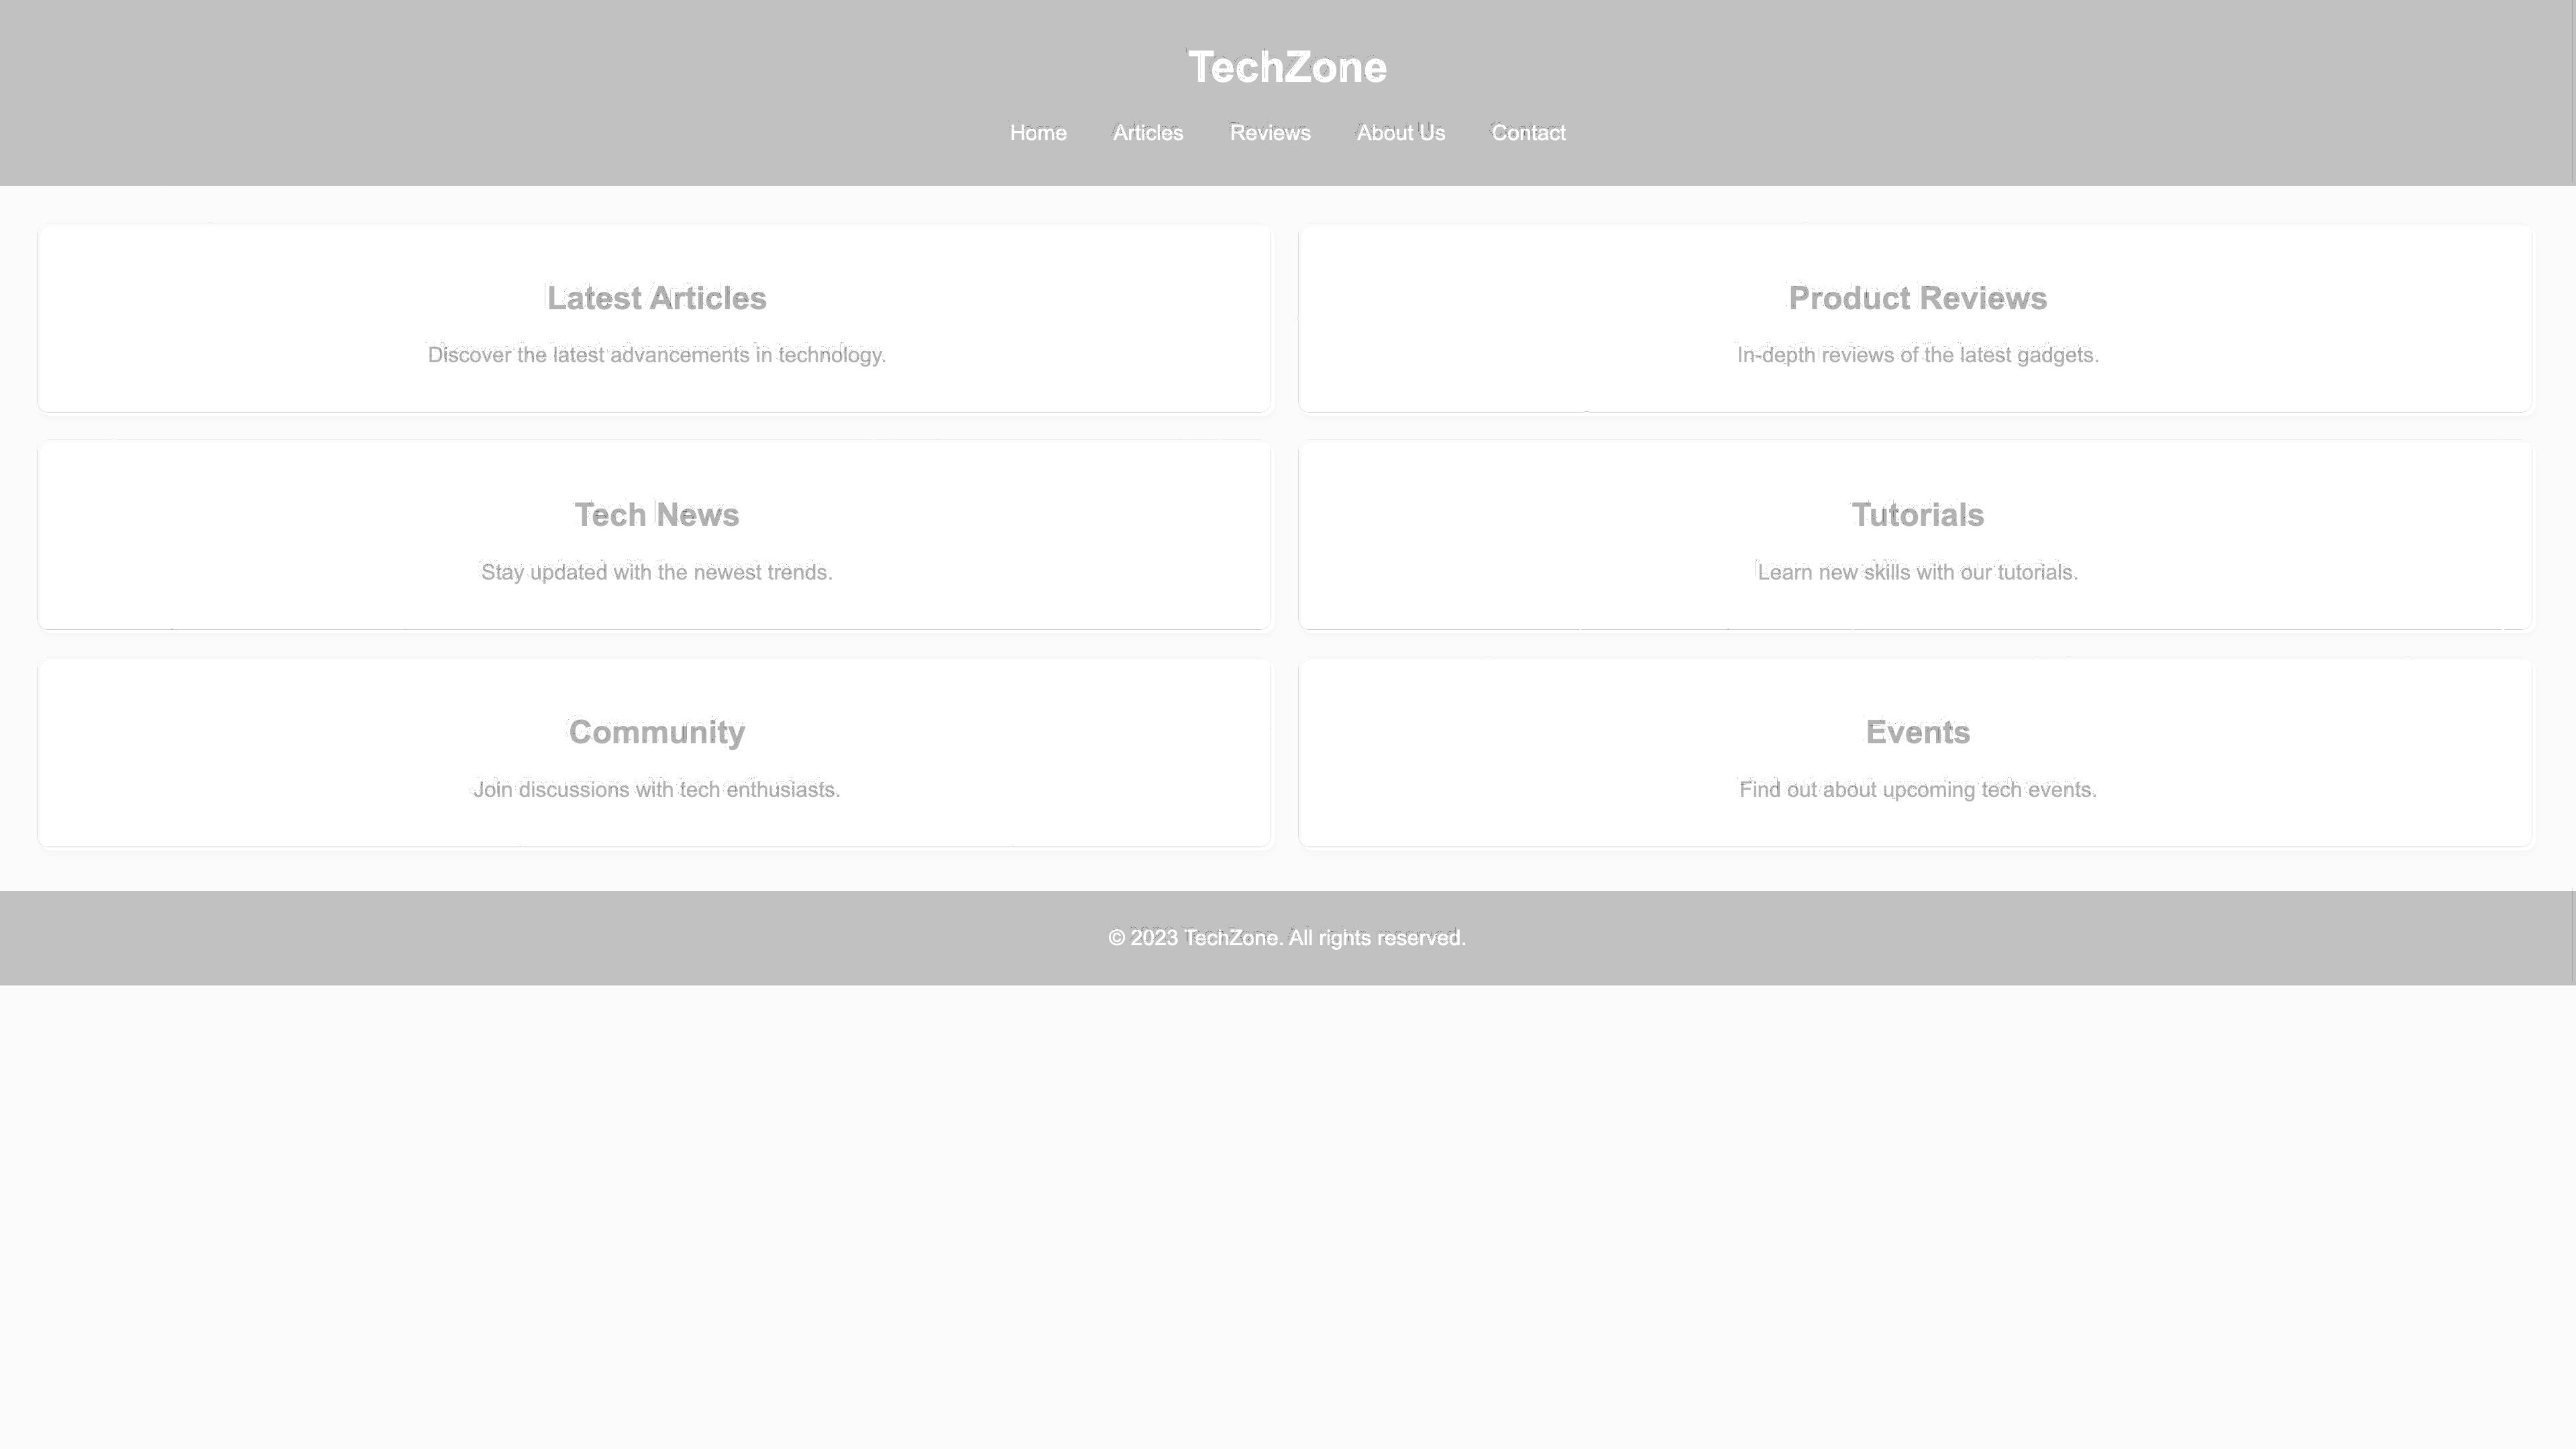 TechZone
Home Articles Reviews About Us Contact
Latest Articles
Discover the latest advancements in technology.
Product Reviews
In-depth reviews of the latest gadgets.
Tech News
Stay updated with the newest trends.
Tutorials
Learn new skills with our tutorials.
Community
Join discussions with tech enthusiasts.
Events
Find out about upcoming tech events.
© 2023 TechZone. All rights reserved.